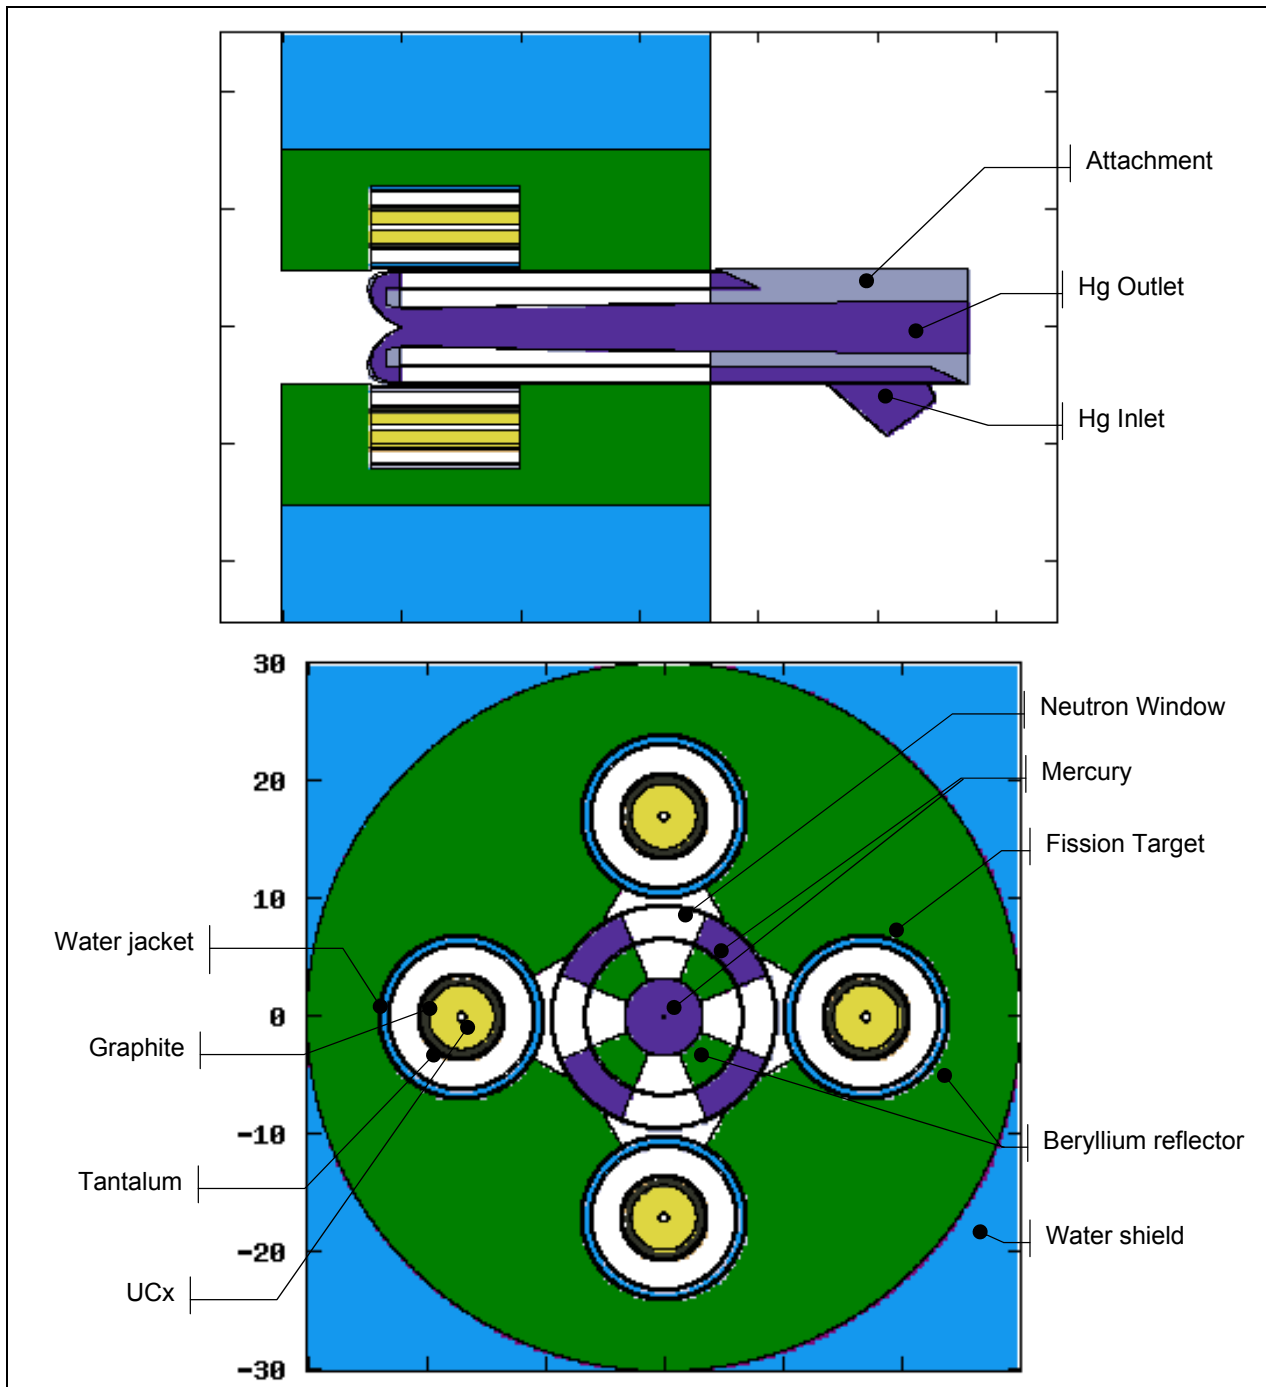 Attachment
Hg Outlet
Hg Inlet
30
Neutron Window
Mercury
20
Fission Target
10
Water jacket
0
Graphite
-10
Beryllium reflector
Tantalum
Water shield
-20
UCx
-30